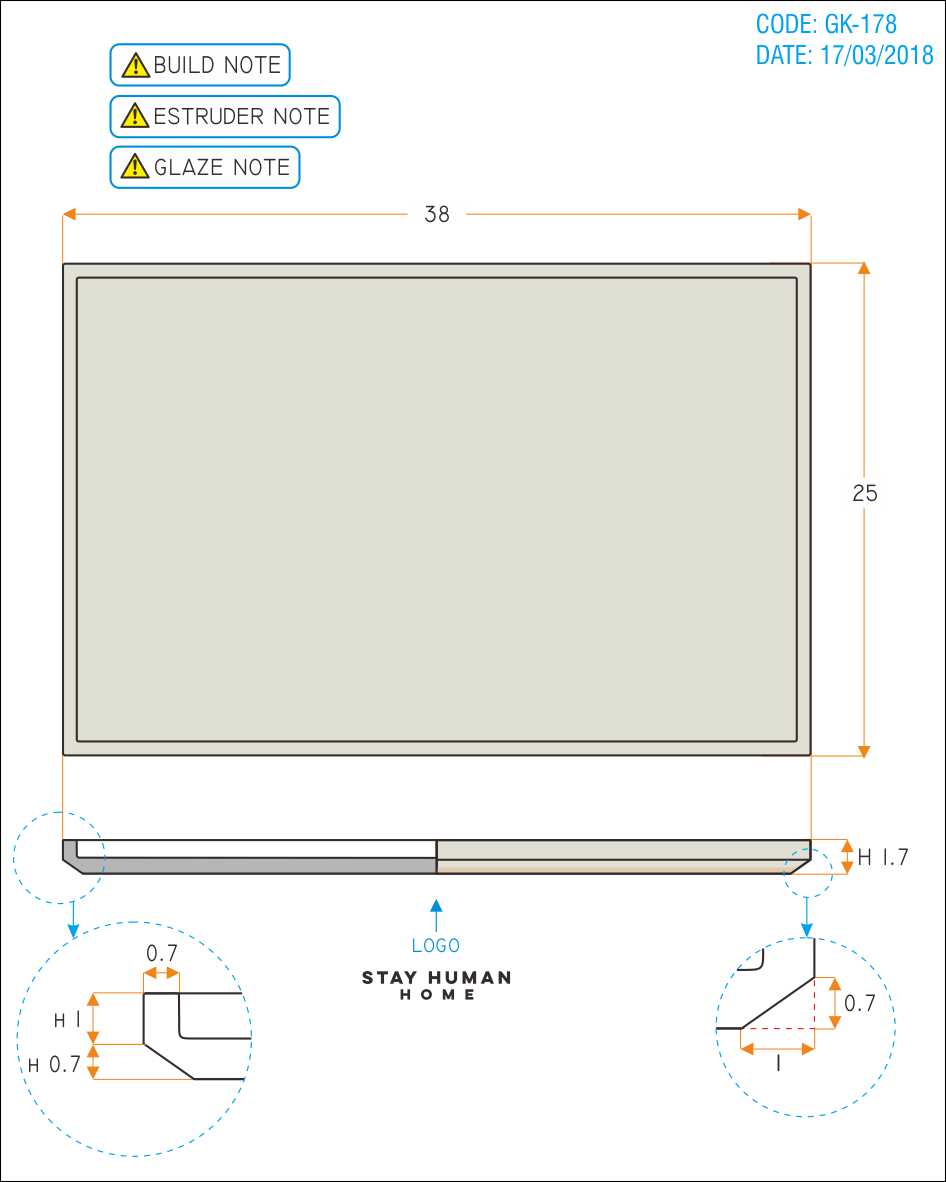 CODE: GK-178
DATE: 17/03/2018
BUILD NOTE
ESTRUDER NOTE
GLAZE NOTE
38
25
H 1.7
LOGO
STAY HUMAN
HOME
0.7
H 1
H 0.7
0.7
1